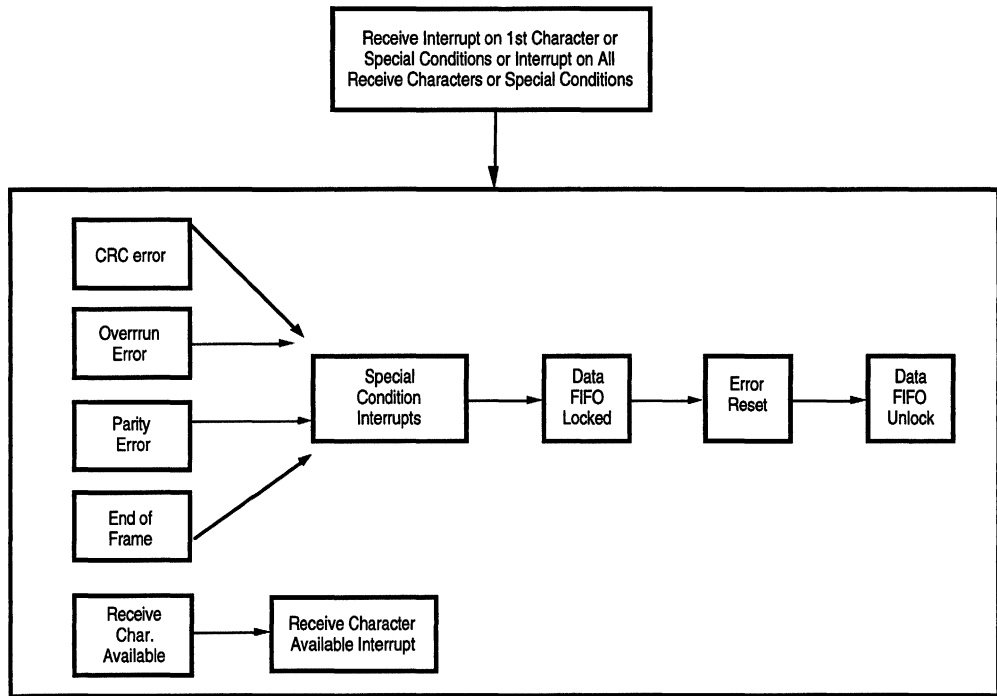 Receive Interrupt on 1st Character or
Special Conditions or Interrupt on All
Receive Characters or Special Conditions
CRC error
Overrrun
Error
Parity
Error
End of
Frame
Special
Condition
Interrupts
Data
FIFO
Locked
Error
Reset
Data
FIFO
Unlock
Receive
Char.
Available
Receive Character
Available Interrupt